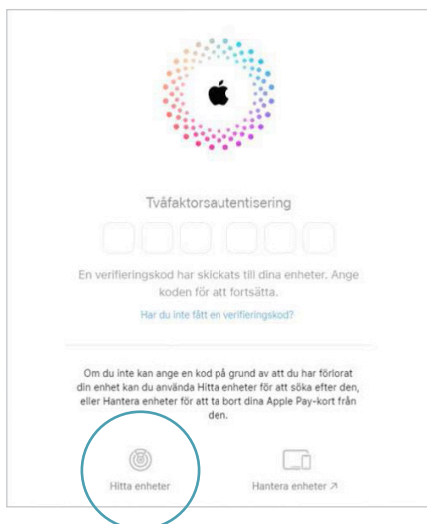 Tvåfaktorsautentisering
En verifieringskod har skickats till dina enheter. Ange
koden för att fortsätta.
Har du inte fått en verifieringskod?
Om du inte kan ange en kod på grund av att du har förlorat
din enhet kan du använda Hitta enheter för att söka efter den,
eller Hantera enheter för att ta bort dina Apple Pay-kort från
den.
Hitta enheter
Hantera enheter ↗